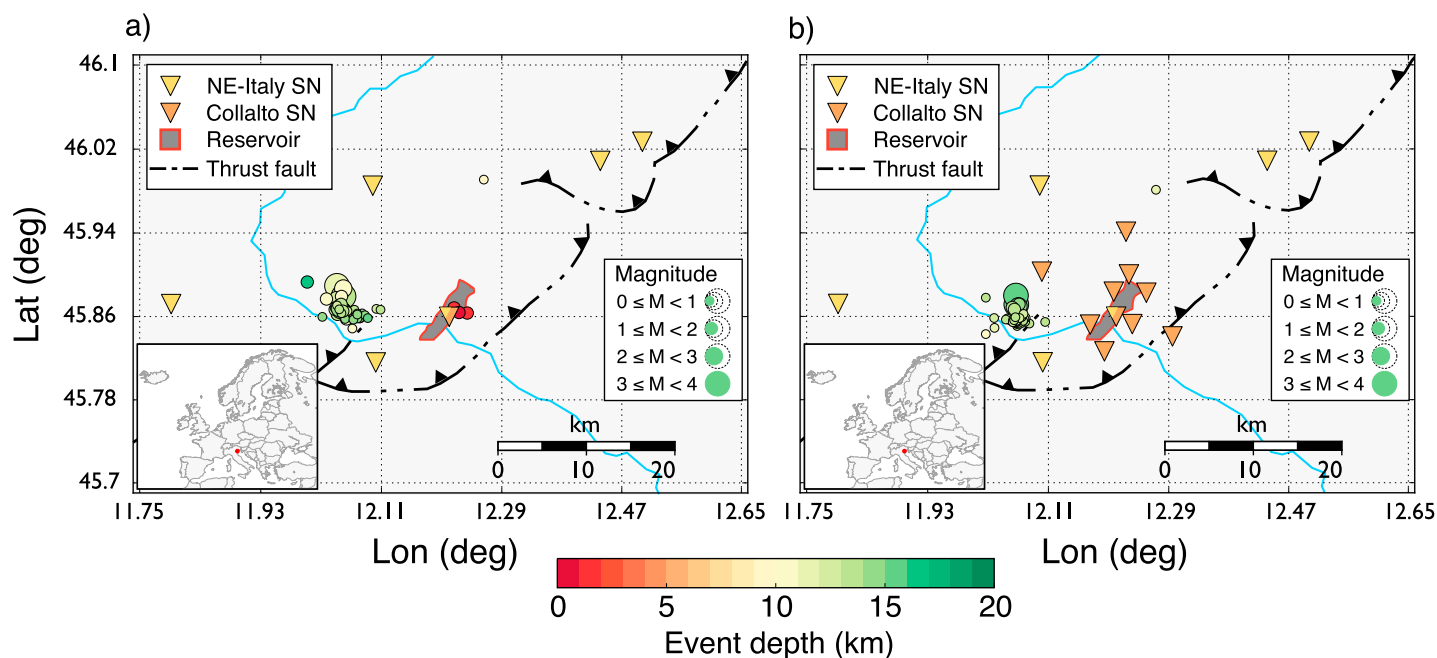 a)
b)
46.1
46.02
45.94
45.86
45.78
45.7
Lat (deg)
NE-Italy SN
Collalto SN
Reservoir
Thrust fault
Magnitude
0 ≤ M < 1
1 ≤ M < 2
2 ≤ M < 3
3 ≤ M < 4
km
0 10 20
11.75 11.93 12.11 12.29 12.47 12.65
Lon (deg)
NE-Italy SN
Collalto SN
Reservoir
Thrust fault
Magnitude
0 ≤ M < 1
1 ≤ M < 2
2 ≤ M < 3
3 ≤ M < 4
km
0 10 20
11.75 11.93 12.11 12.29 12.47 12.65
Lon (deg)
0 5 10 15 20
Event depth (km)